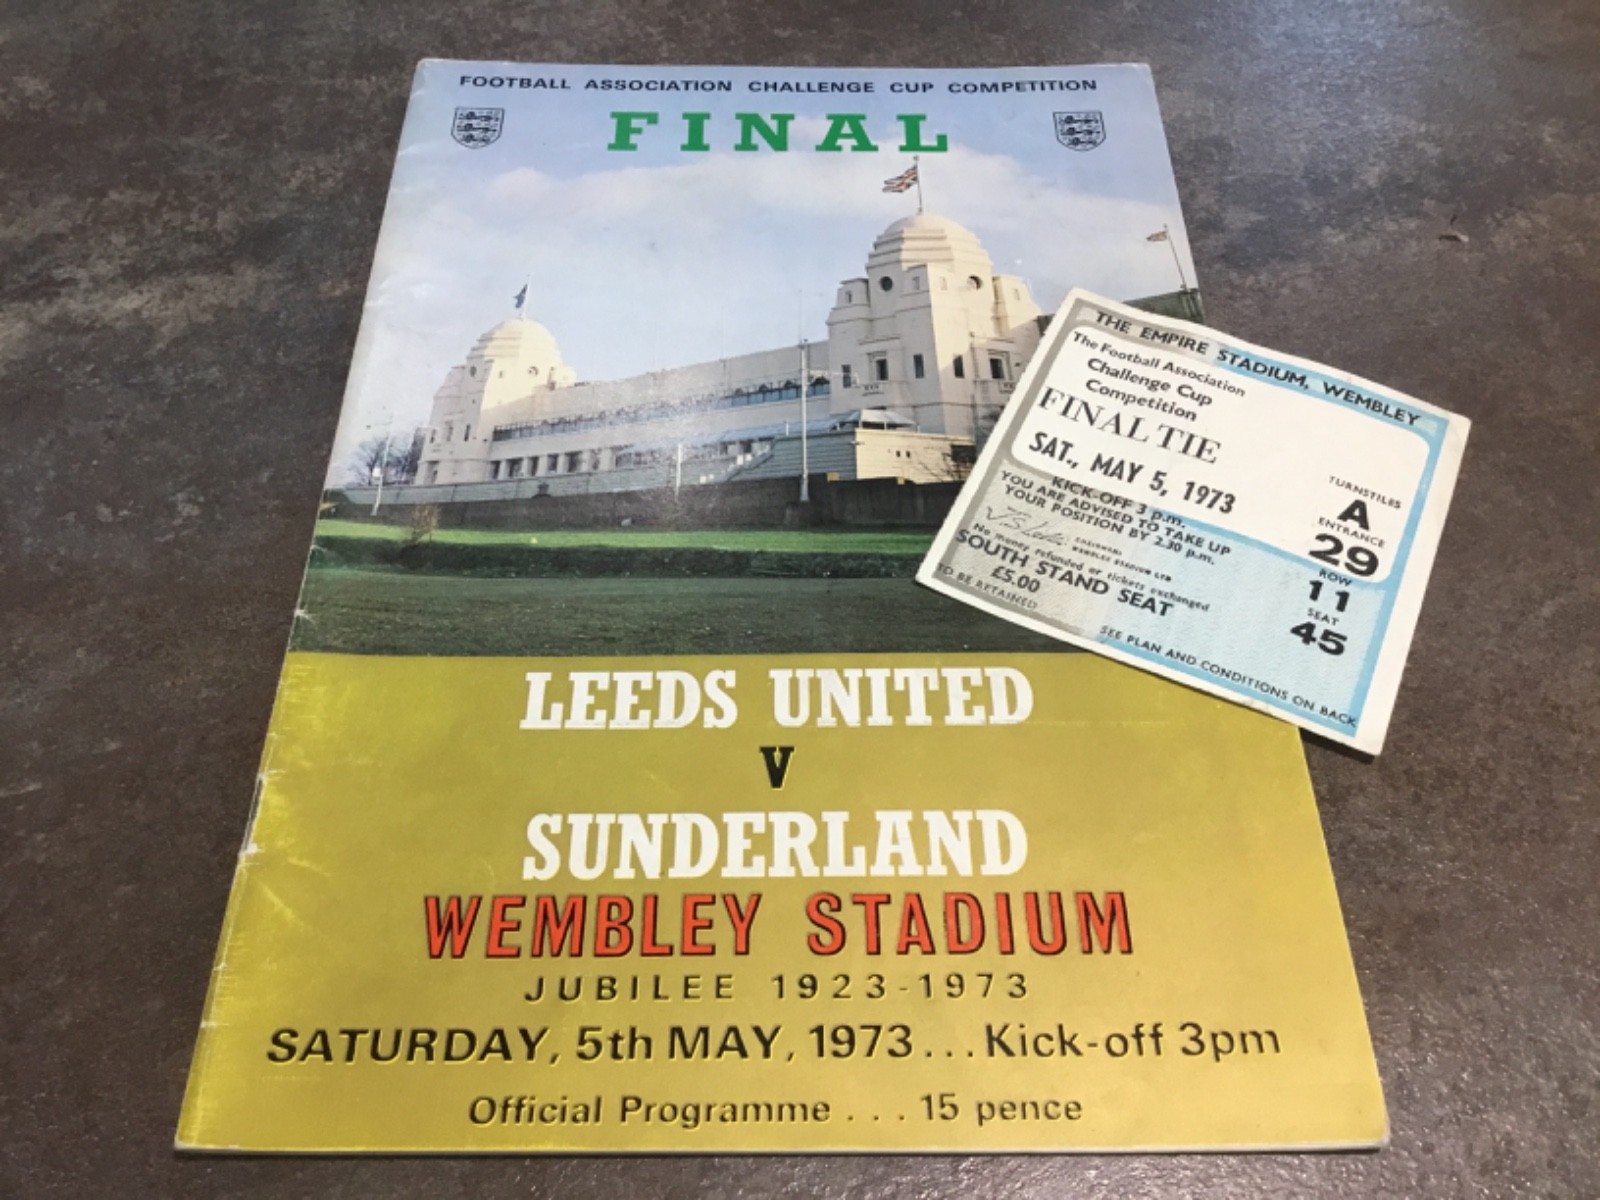 FOOTBALL ASSOCIATION CHALLENGE CUP COMPETITION
FINAL
LEEDS UNITED
V
SUNDERLAND
WEMBLEY STADIUM
JUBILEE 1923-1973
SATURDAY, 5th MAY, 1973... Kick-off 3pm
Official Programme . . . 15 pence
THE EMPIRE STADIUM, WEMBLEY
The Football Association
Challenge Cup
Competition
FINAL TIE
SAT., MAY 5, 1973
KICK-OFF 3 p.m.
YOU ARE ADVISED TO TAKE UP
YOUR POSITION BY 2.30 p.m.
CHAIRMAN:
WEMBLEY STADIUM LTD
No money refunded or tickets exchanged
SOUTH STAND SEAT
£5.00
TO BE RETAINED
TURNSTILES
A
ENTRANCE
29
ROW
11
SEAT
45
SEE PLAN AND CONDITIONS ON BACK